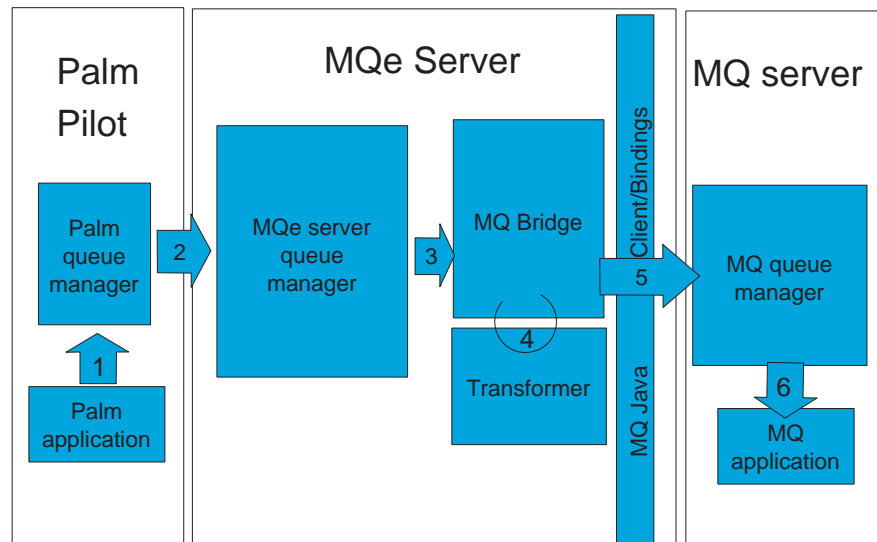 Palm
Pilot
MQe Server
MQ server
Palm
queue
manager
2
MQe server
queue
manager
3
MQ Bridge
Client/Bindings
5
MQ queue
manager
1
4
Palm
application
Transformer
MQ Java
6
MQ
application